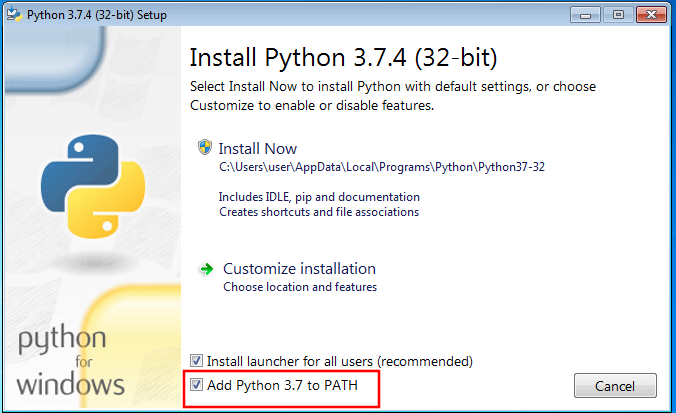 Python 3.7.4 (32-bit) Setup
Install Python 3.7.4 (32-bit)
Select Install Now to install Python with default settings, or choose
Customize to enable or disable features.
Install Now
C:\Users\user\AppData\Local\Programs\Python\Python37-32
Includes IDLE, pip and documentation
Creates shortcuts and file associations
Customize installation
Choose location and features
python
for
windows
Install launcher for all users (recommended)
Add Python 3.7 to PATH
Cancel